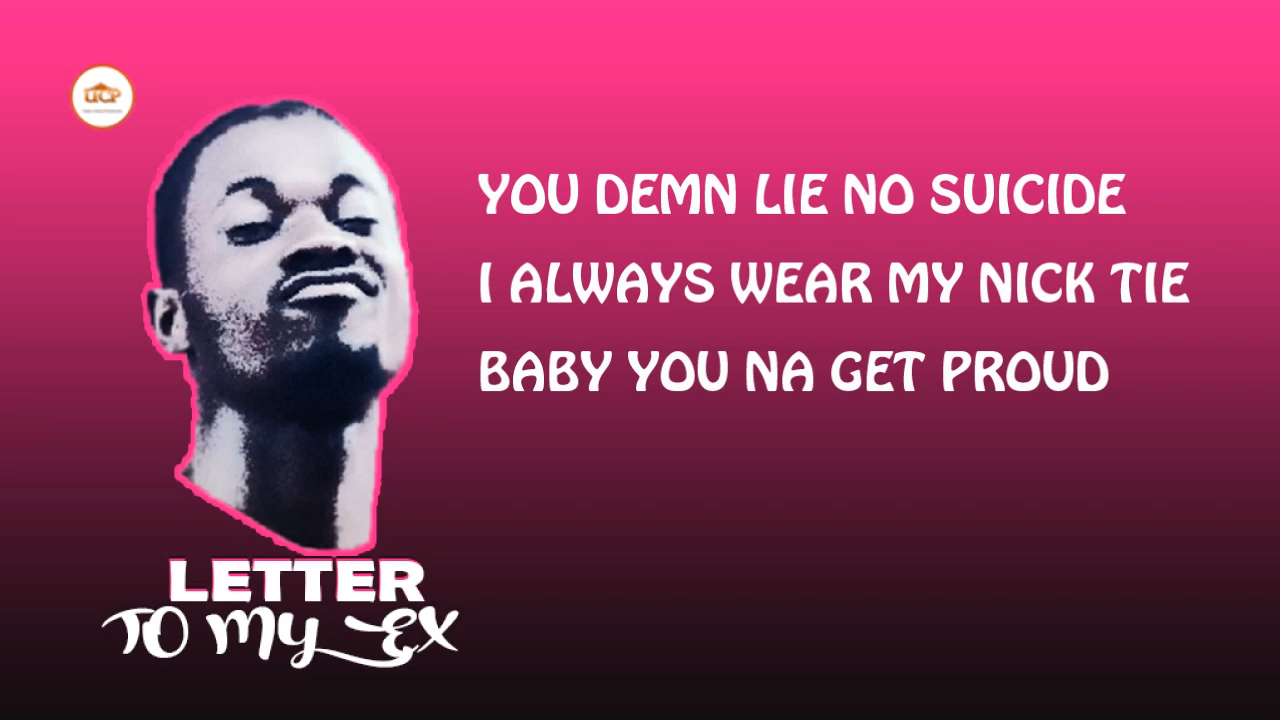 UCP
YOU DEMN LIE NO SUICIDE
I ALWAYS WEAR MY NICK TIE
BABY YOU NA GET PROUD
LETTER
TO MY EX